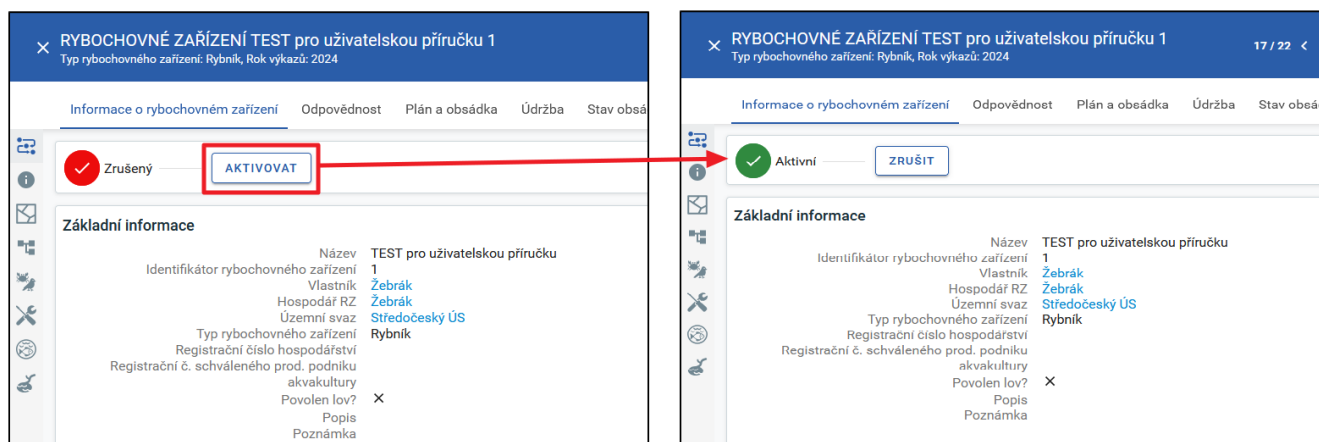 RYBOCHOVNÉ ZAŘÍZENÍ TEST pro uživatelskou příručku 1
Typ rybochovného zařízení: Rybník, Rok výkazů: 2024
Informace o rybochovném zařízení Odpovědnost Plán a obsádka Údržba Stav obsá
Zrušený AKTIVOVAT
Základní informace
Název TEST pro uživatelskou příručku
Identifikátor rybochovného zařízení 1
Vlastník Žebrák
Hospodář RZ Žebrák
Územní svaz Středočeský ÚS
Typ rybochovného zařízení Rybník
Registrační číslo hospodářství
Registrační č. schváleného prod. podniku
akvakultury
Povolen lov?
Popis
Poznámka
RYBOCHOVNÉ ZAŘÍZENÍ TEST pro uživatelskou příručku 1 17 / 22
Typ rybochovného zařízení: Rybník, Rok výkazů: 2024
Informace o rybochovném zařízení Odpovědnost Plán a obsádka Údržba Stav obsá
Aktivní ZRUŠIT
Základní informace
Název TEST pro uživatelskou příručku
Identifikátor rybochovného zařízení 1
Vlastník Žebrák
Hospodář RZ Žebrák
Územní svaz Středočeský ÚS
Typ rybochovného zařízení Rybník
Registrační číslo hospodářství
Registrační č. schváleného prod. podniku
akvakultury
Povolen lov?
Popis
Poznámka